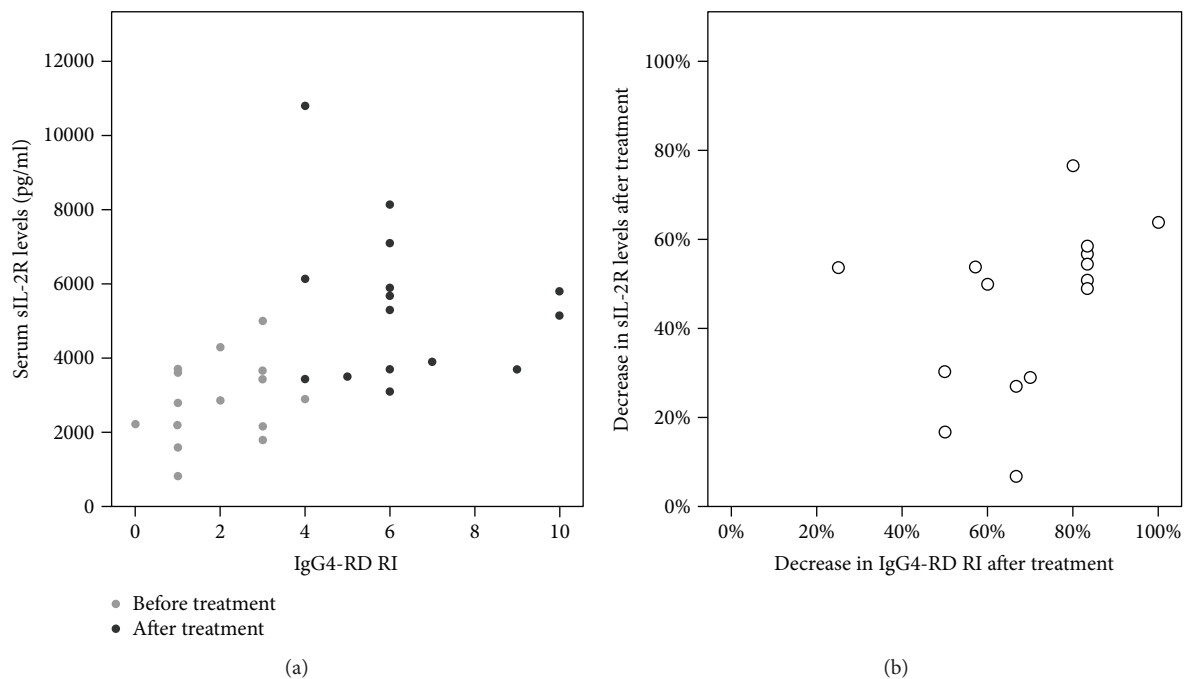 12000
10000
8000
6000
4000
2000
0
Serum sIL-2R levels (pg/ml)
0 2 4 6 8 10
IgG4-RD RI
Before treatment
After treatment
(a)
100%
80%
60%
40%
20%
0%
Decrease in sIL-2R levels after treatment
0% 20% 40% 60% 80% 100%
Decrease in IgG4-RD RI after treatment
(b)